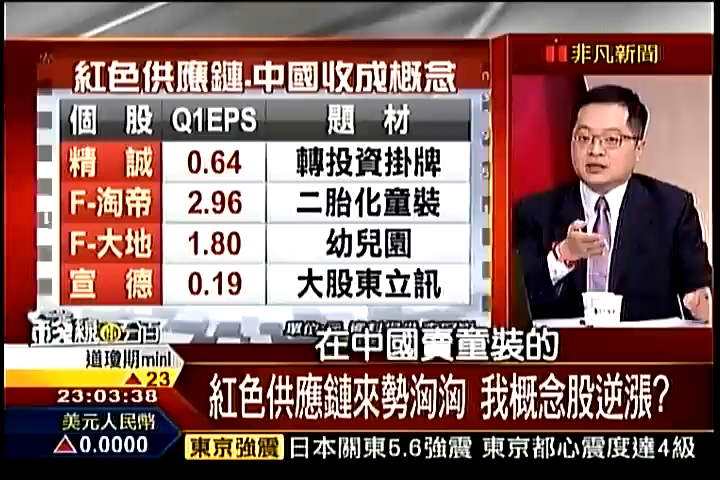 非凡新聞
紅色供應鏈.中國收成概念
個股 Q1EPS 題材
精誠 0.64 轉投資掛牌
F-淘帝 2.96 二胎化童裝
F-大地 1.80 幼兒園
宣德 0.19 大股東立訊
錢線百分百
在中國賣童裝的
道瓊期mini
▲23
23:03:38
紅色供應鏈來勢洶洶 我概念股逆漲?
美元人民幣
▲0.0000
東京強震 日本關東5.6強震 東京都心震度達4級